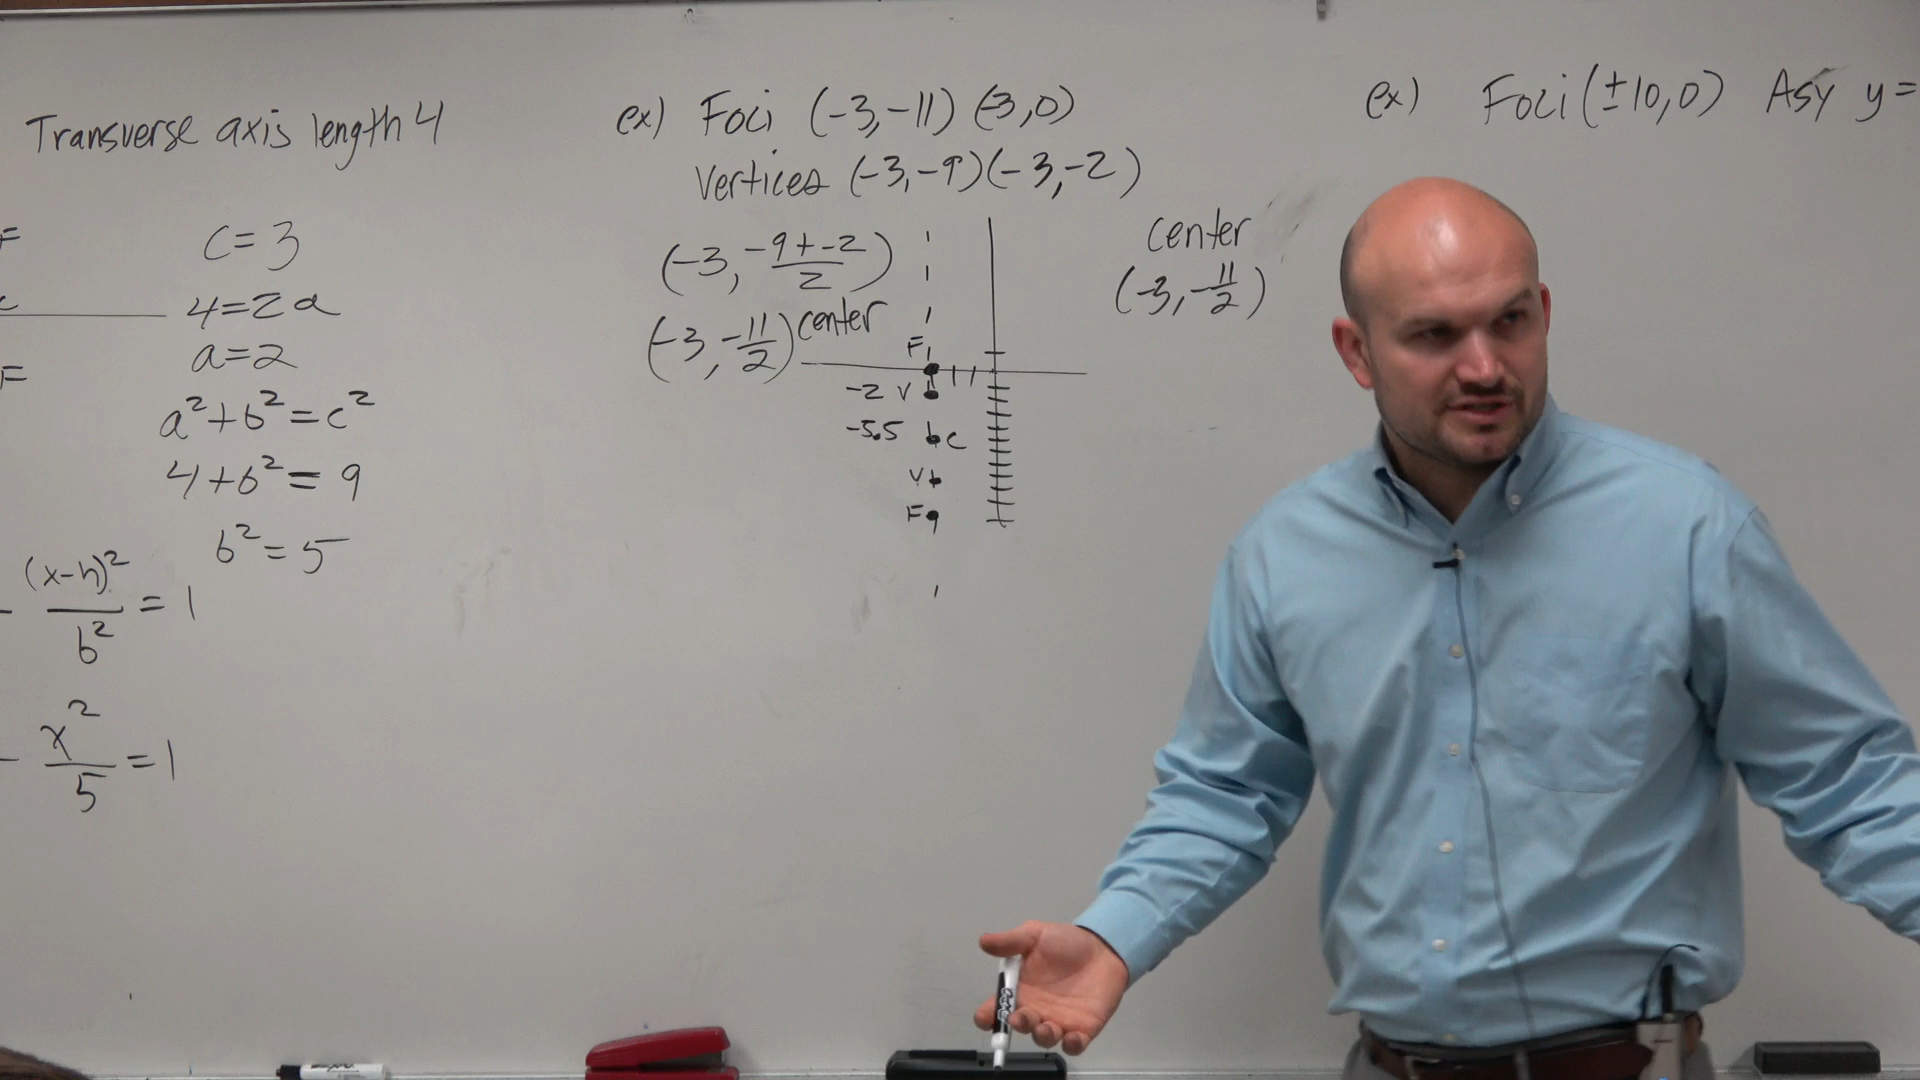 Transverse axis length 4
=
c = 3
4 = 2a
a = 2
a² + b² = c²
4 + b² = 9
b² = 5
=
- (x-h)²/b² = 1
- x²/5 = 1
ex) Foci (-3,-11) (-3,0)
Vertices (-3,-9)(-3,-2)
(-3, -9+-2/2)
(-3, -11/2) center
F
-2 V
-5.5 C
V
F
center
(-3, -11/2)
ex) Foci (±10,0) Asy y=